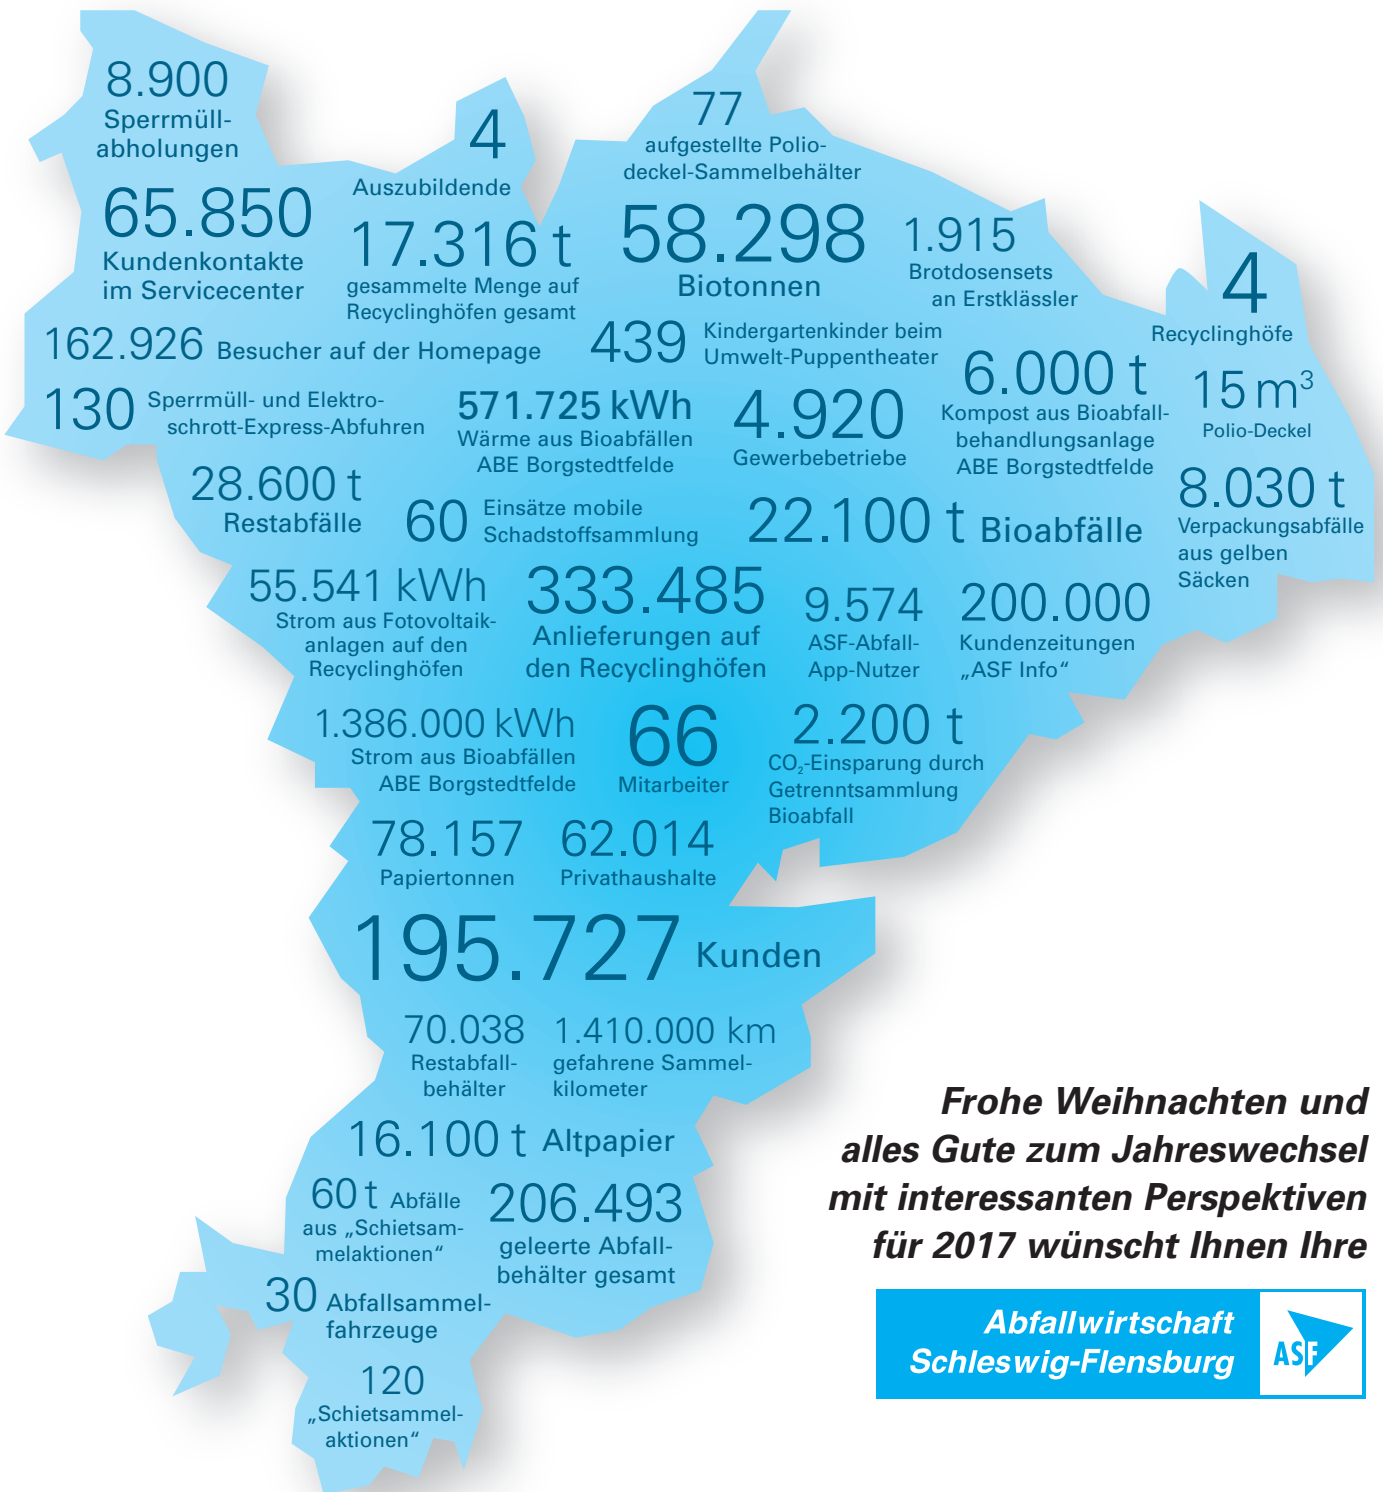 8.900
Sperrmüll-
abholungen
4
Auszubildende
77
aufgestellte Polio-
deckel-Sammelbehälter
65.850
Kundenkontakte
im Servicecenter
17.316 t
gesammelte Menge auf
Recyclinghöfen gesamt
58.298
Biotonnen
1.915
Brotdosensets
an Erstklässler
4
Recyclinghöfe
162.926 Besucher auf der Homepage
439 Kindergartenkinder beim
Umwelt-Puppentheater
6.000 t
Kompost aus Bioabfall-
behandlungsanlage
ABE Borgstedtfelde
15 m³
Polio-Deckel
130 Sperrmüll- und Elektro-
schrott-Express-Abfuhren
571.725 kWh
Wärme aus Bioabfällen
ABE Borgstedtfelde
4.920
Gewerbebetriebe
28.600 t
Restabfälle
60 Einsätze mobile
Schadstoffsammlung
22.100 t Bioabfälle
8.030 t
Verpackungsabfälle
aus gelben
Säcken
55.541 kWh
Strom aus Fotovoltaik-
anlagen auf den
Recyclinghöfen
333.485
Anlieferungen auf
den Recyclinghöfen
9.574
ASF-Abfall-
App-Nutzer
200.000
Kundenzeitungen
„ASF Info“
1.386.000 kWh
Strom aus Bioabfällen
ABE Borgstedtfelde
66
Mitarbeiter
2.200 t
CO₂-Einsparung durch
Getrenntsammlung
Bioabfall
78.157
Papiertonnen
62.014
Privathaushalte
195.727 Kunden
70.038
Restabfall-
behälter
1.410.000 km
gefahrene Sammel-
kilometer
16.100 t Altpapier
60 t Abfälle
aus „Schietsam-
melaktionen“
206.493
geleerte Abfall-
behälter gesamt
30 Abfallsammel-
fahrzeuge
120
„Schietsammel-
aktionen“
Frohe Weihnachten und
alles Gute zum Jahreswechsel
mit interessanten Perspektiven
für 2017 wünscht Ihnen Ihre
Abfallwirtschaft
Schleswig-Flensburg
ASF